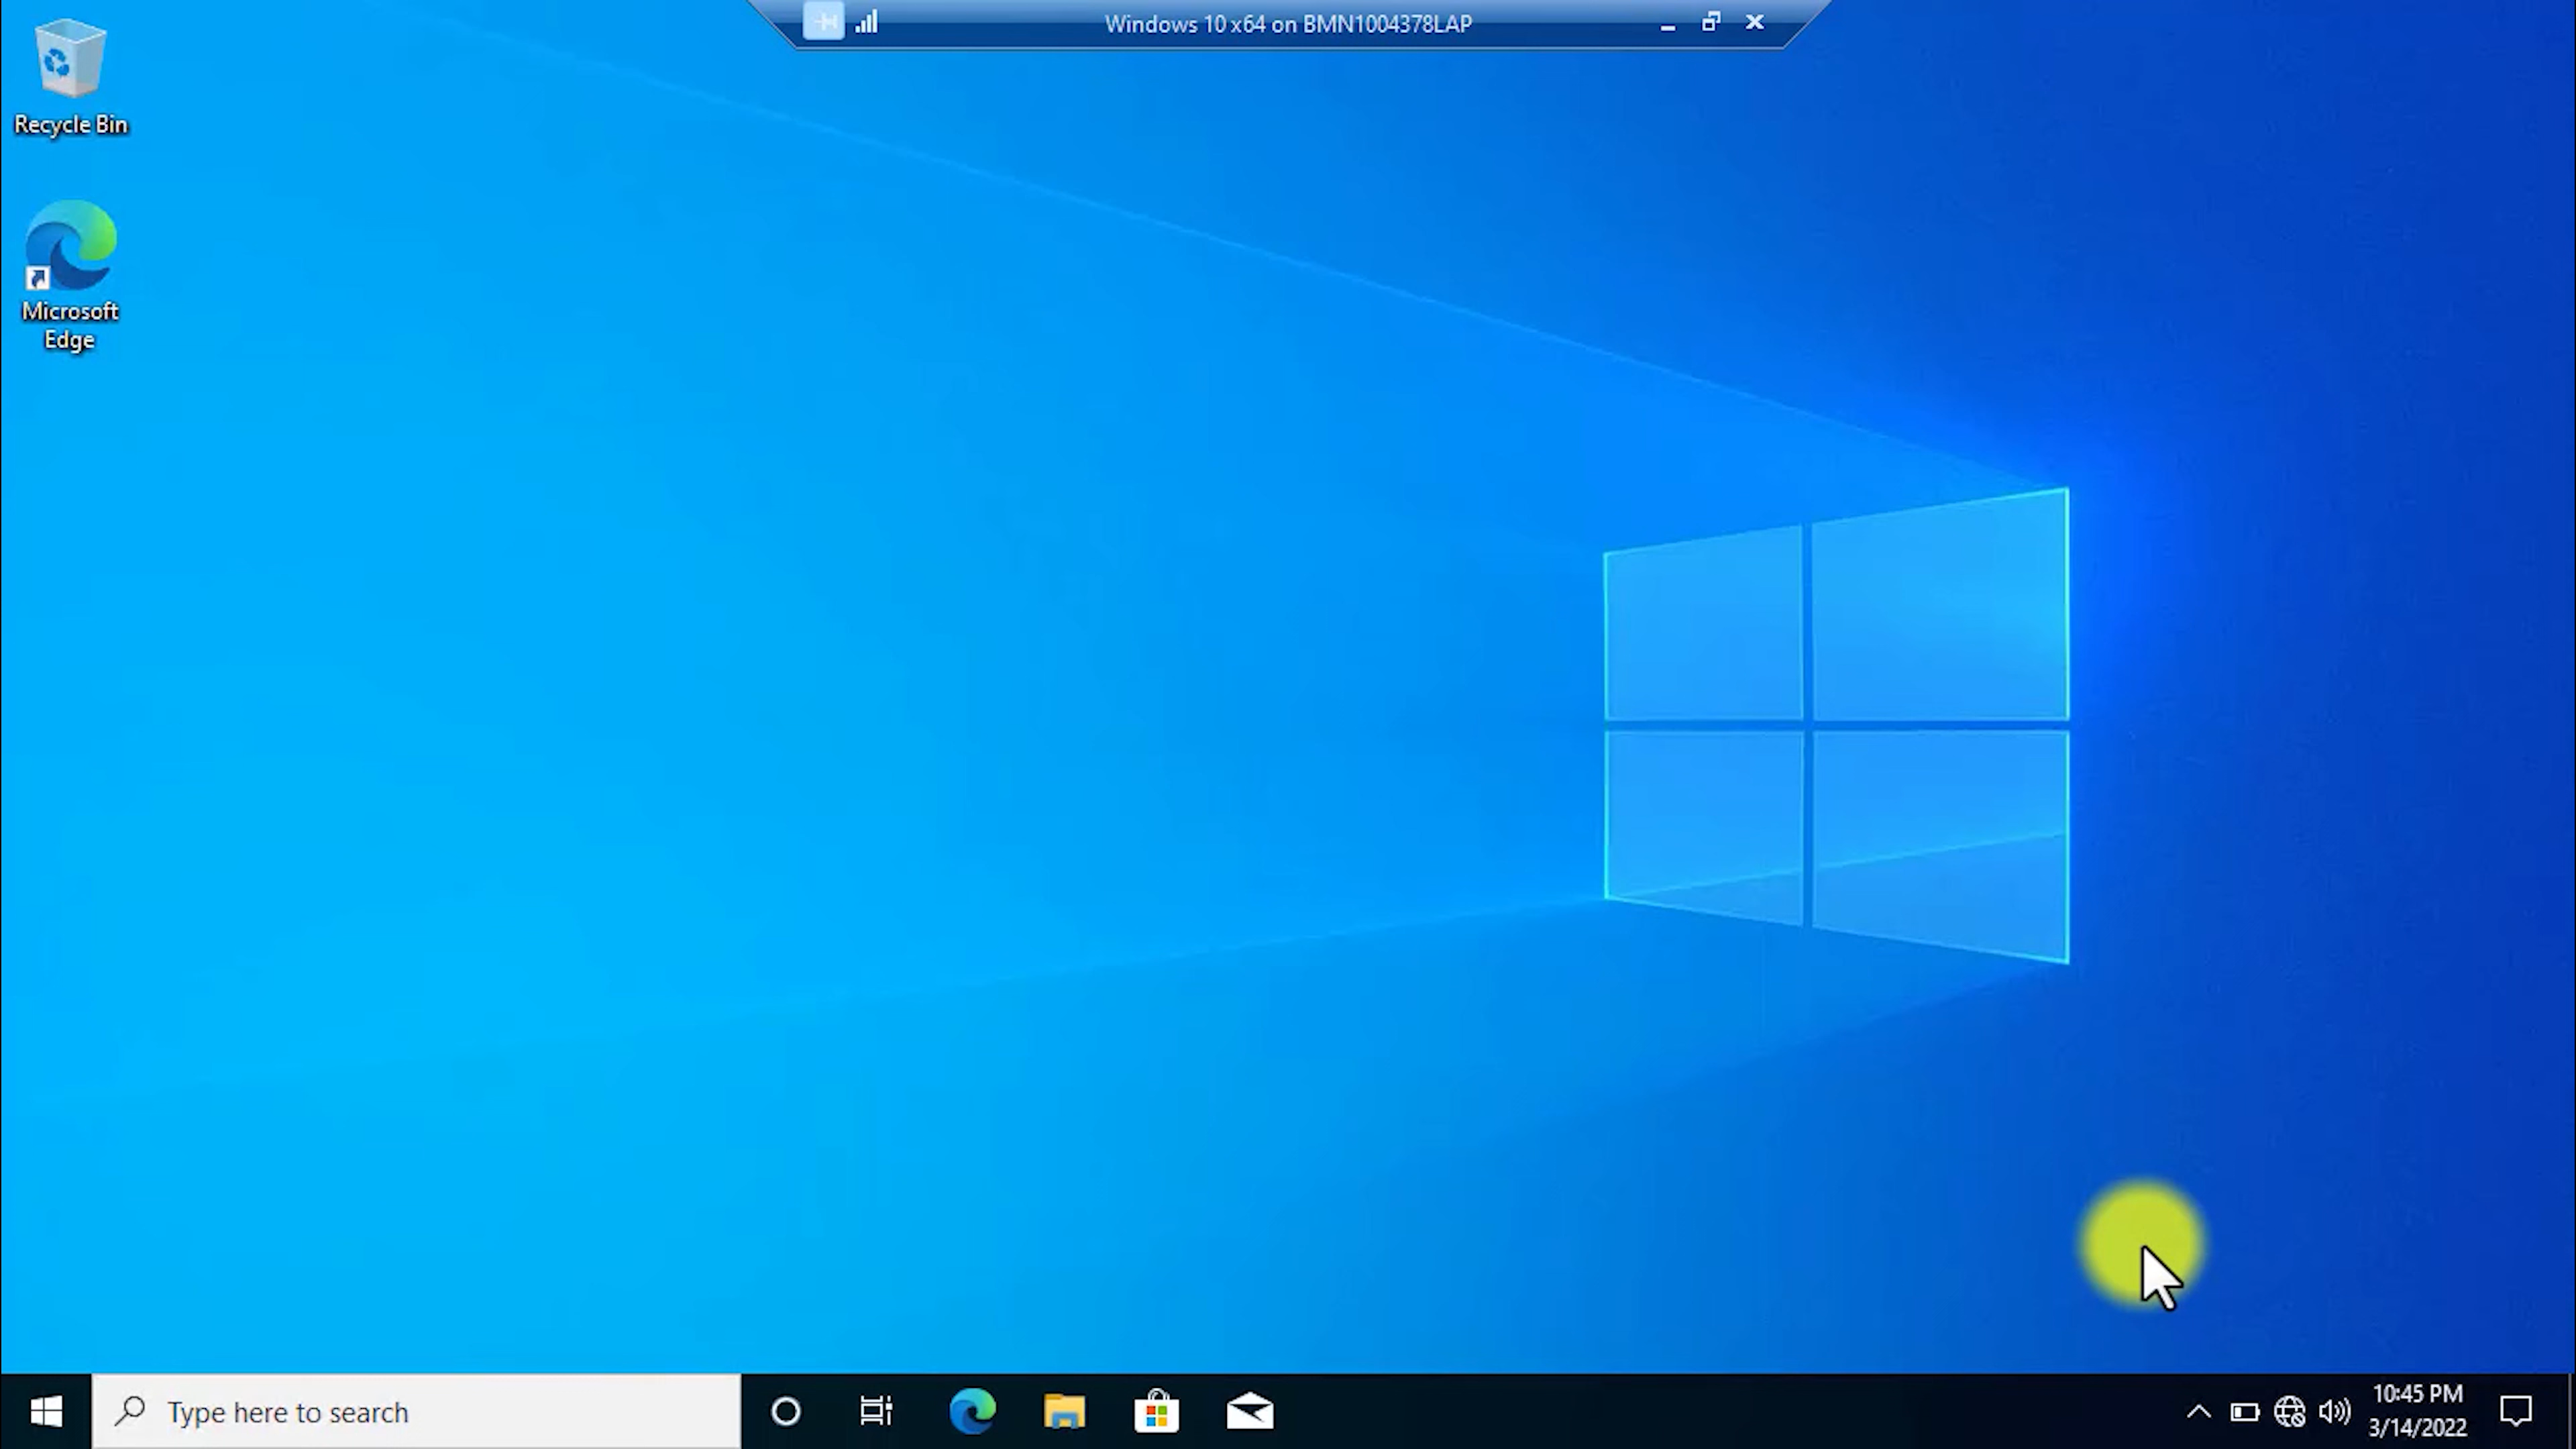 Windows 10 x64 on BMN1004378LAP
Recycle Bin
Microsoft
Edge
Type here to search
10:45 PM
3/14/2022